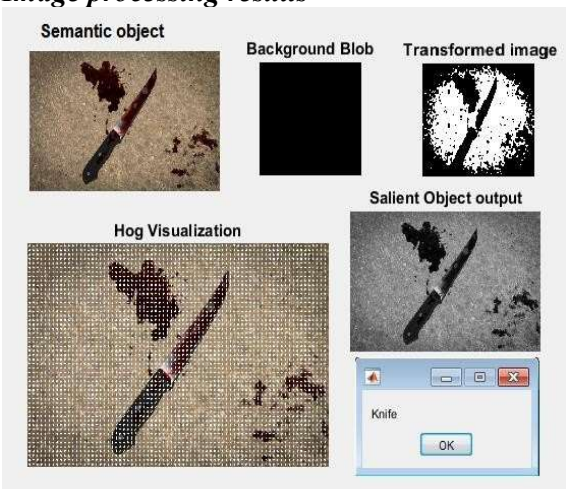 Image processing results
Semantic object
Background Blob
Transformed image
Hog Visualization
Salient Object output
Knife
OK